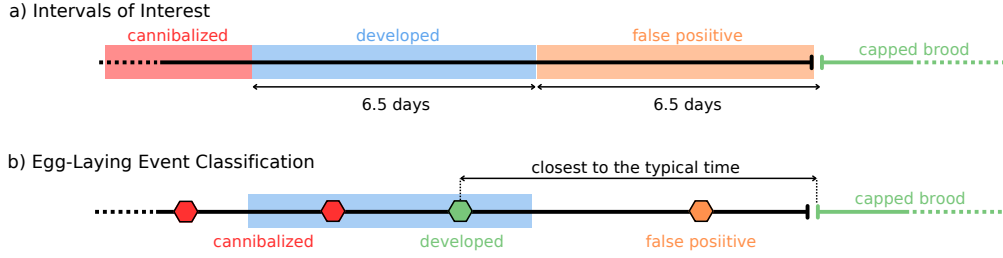 a) Intervals of Interest
cannibalized
developed
false posiitive
capped brood
6.5 days
6.5 days
b) Egg-Laying Event Classification
closest to the typical time
capped brood
cannibalized
developed
false posiitive